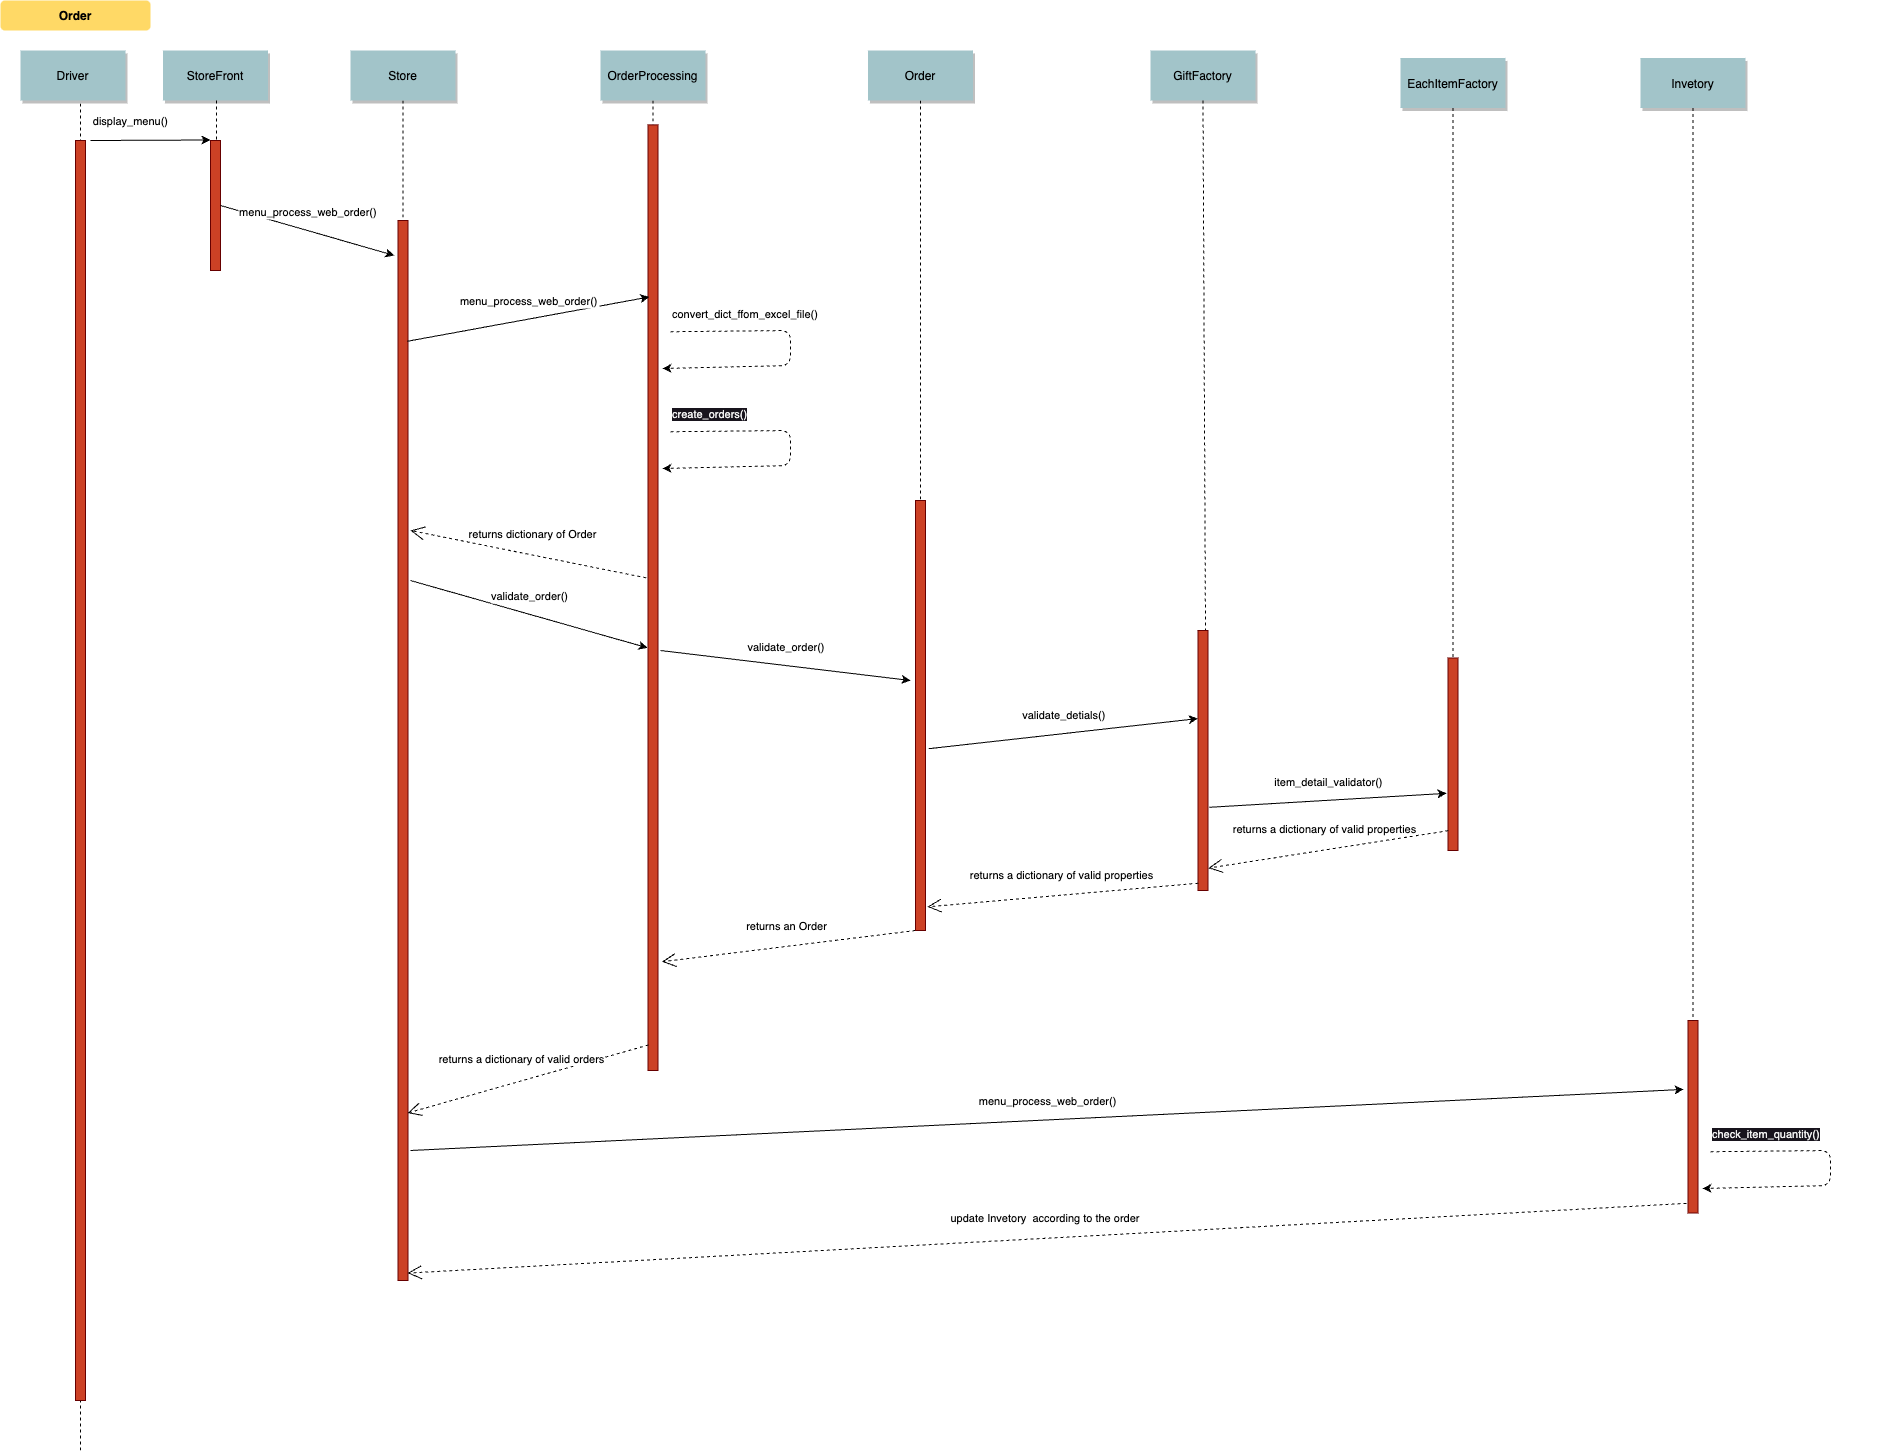 Order
Driver
StoreFront
Store
OrderProcessing
Order
GiftFactory
EachItemFactory
Invetory
display_menu()
menu_process_web_order()
menu_process_web_order()
convert_dict_ffom_excel_file()
create_orders()
returns dictionary of Order
validate_order()
validate_order()
validate_detials()
item_detail_validator()
returns a dictionary of valid properties
returns a dictionary of valid properties
returns an Order
returns a dictionary of valid orders
menu_process_web_order()
check_item_quantity()
update Invetory  according to the order